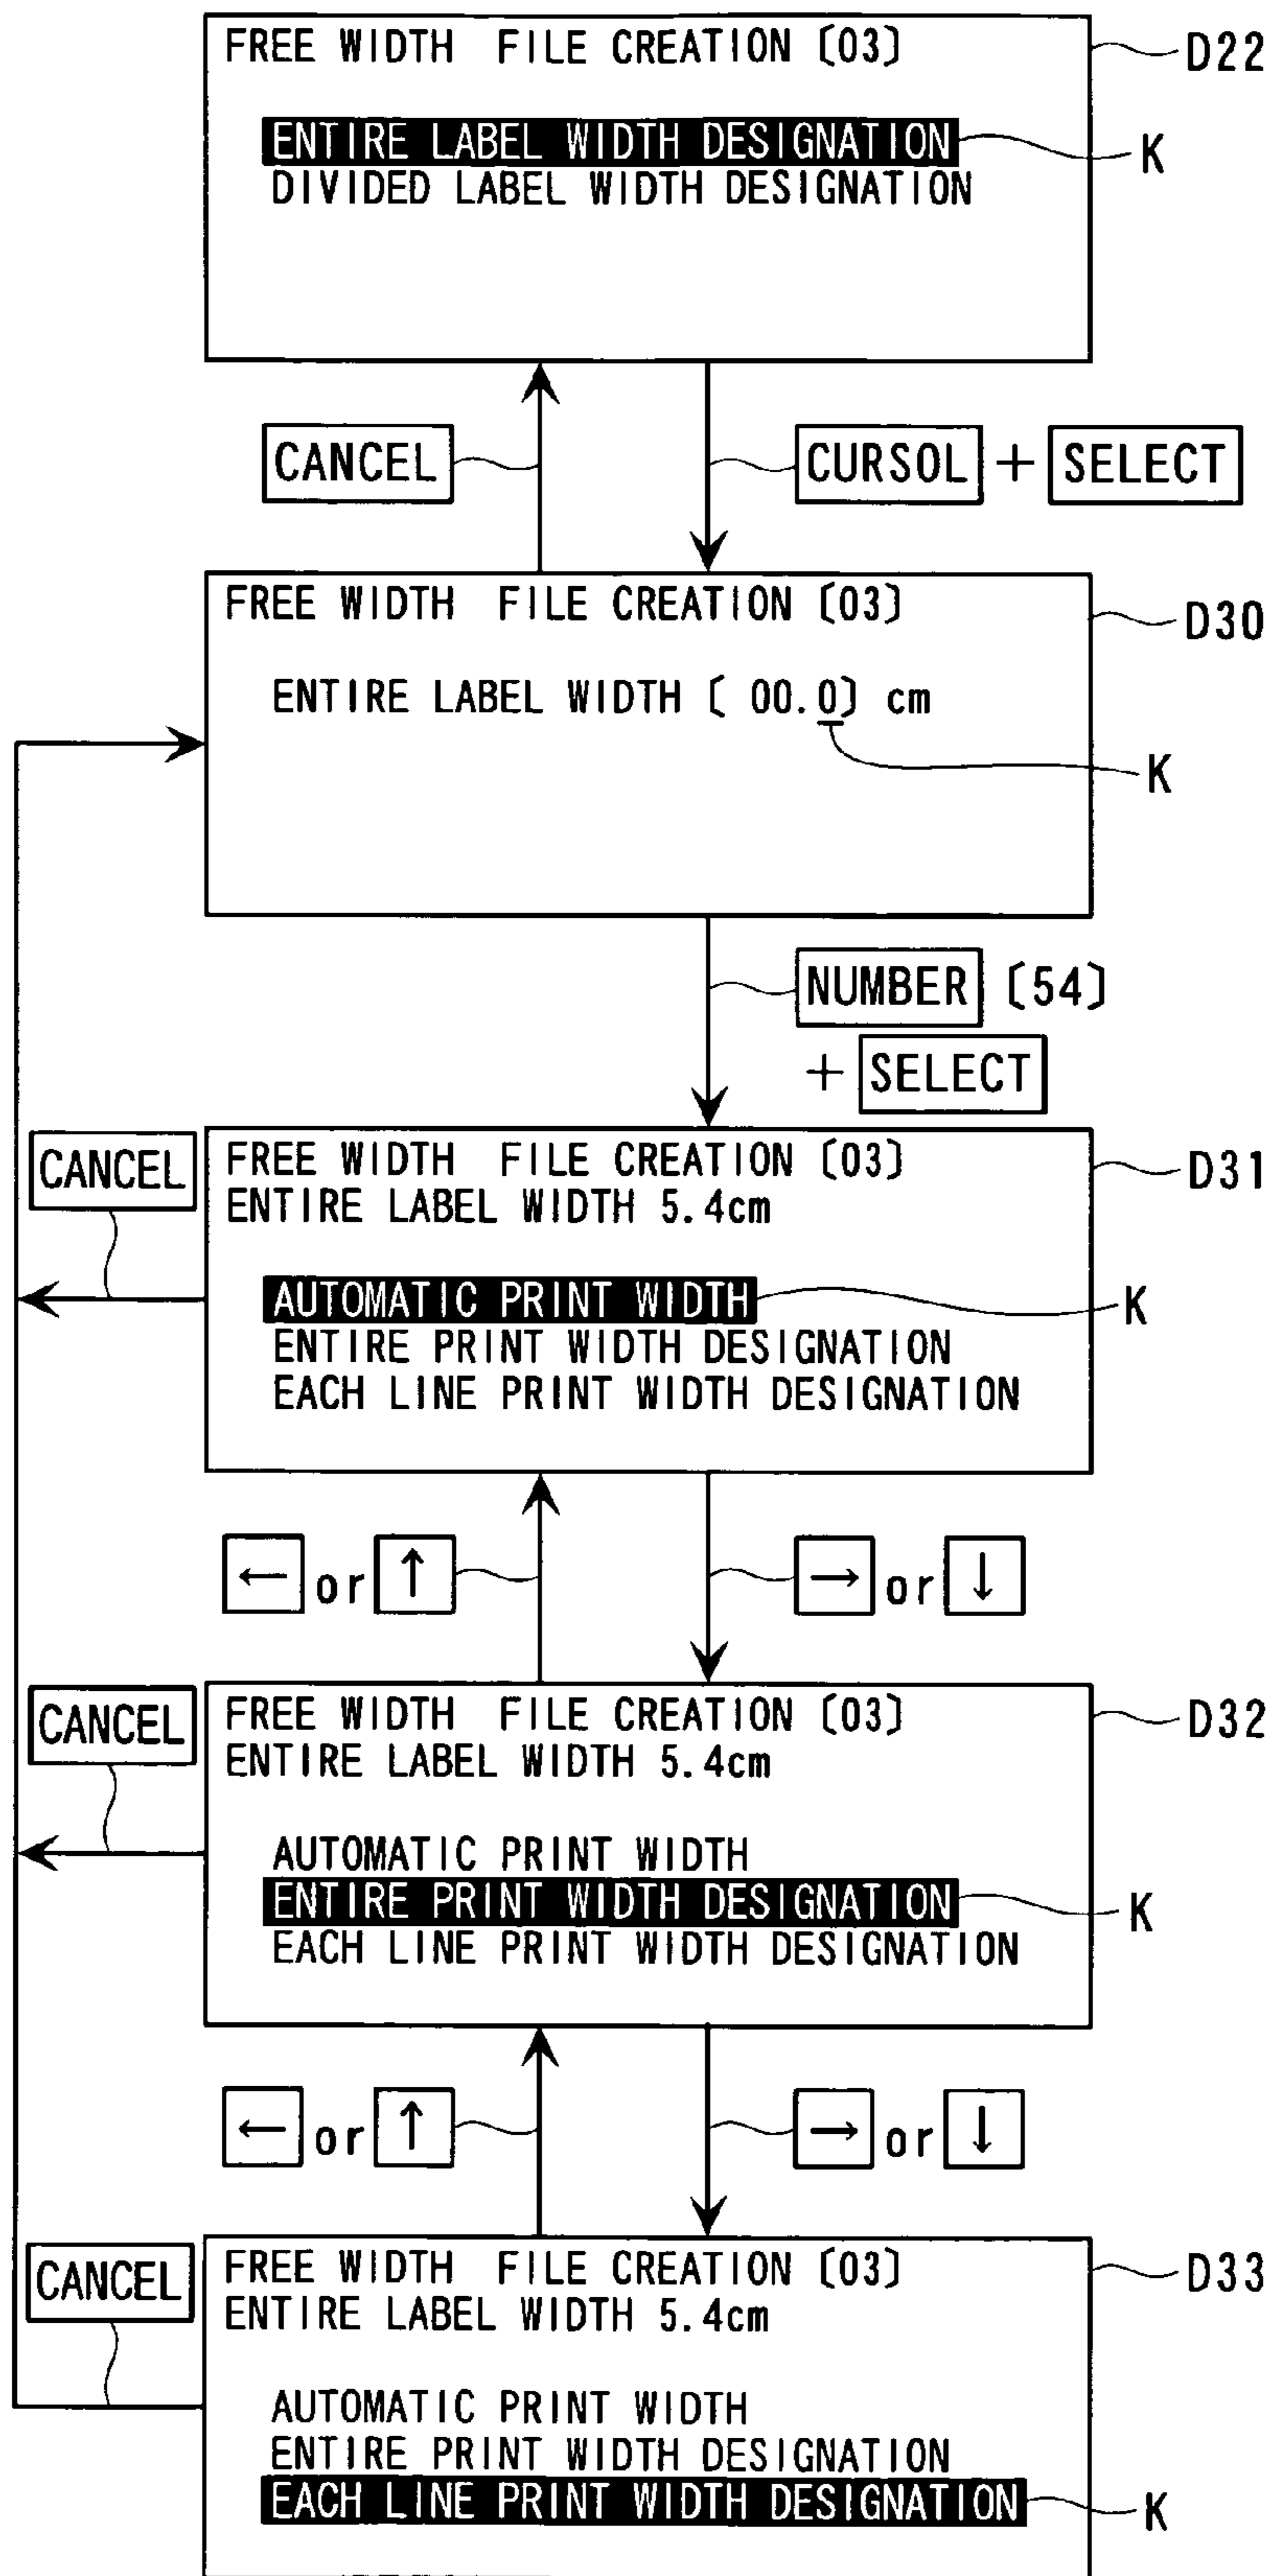 FREE WIDTH FILE CREATION [03]
D22
ENTIRE LABEL WIDTH DESIGNATION
K
DIVIDED LABEL WIDTH DESIGNATION
CANCEL
CURSOL + SELECT
FREE WIDTH FILE CREATION [03]
D30
ENTIRE LABEL WIDTH [ 00.0] cm
K
NUMBER [54]
+ SELECT
CANCEL
FREE WIDTH FILE CREATION [03]
D31
ENTIRE LABEL WIDTH 5.4cm
AUTOMATIC PRINT WIDTH
K
ENTIRE PRINT WIDTH DESIGNATION
EACH LINE PRINT WIDTH DESIGNATION
← or ↑
→ or ↓
CANCEL
FREE WIDTH FILE CREATION [03]
D32
ENTIRE LABEL WIDTH 5.4cm
AUTOMATIC PRINT WIDTH
ENTIRE PRINT WIDTH DESIGNATION
K
EACH LINE PRINT WIDTH DESIGNATION
← or ↑
→ or ↓
CANCEL
FREE WIDTH FILE CREATION [03]
D33
ENTIRE LABEL WIDTH 5.4cm
AUTOMATIC PRINT WIDTH
ENTIRE PRINT WIDTH DESIGNATION
EACH LINE PRINT WIDTH DESIGNATION
K